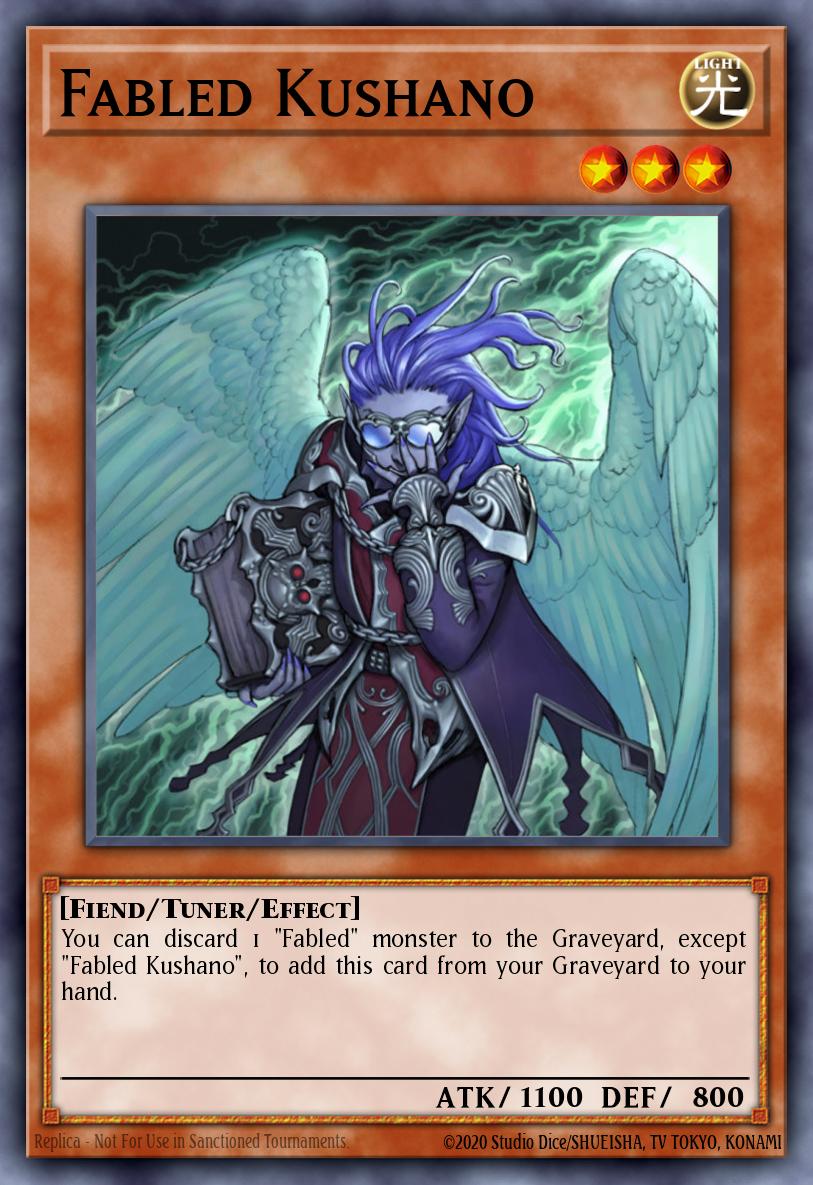 Fabled Kushano
LIGHT
光
[Fiend/Tuner/Effect]
You can discard 1 "Fabled" monster to the Graveyard, except
"Fabled Kushano", to add this card from your Graveyard to your
hand.
ATK/ 1100 DEF/ 800
Replica - Not For Use in Sanctioned Tournaments.
©2020 Studio Dice/SHUEISHA, TV TOKYO, KONAMI